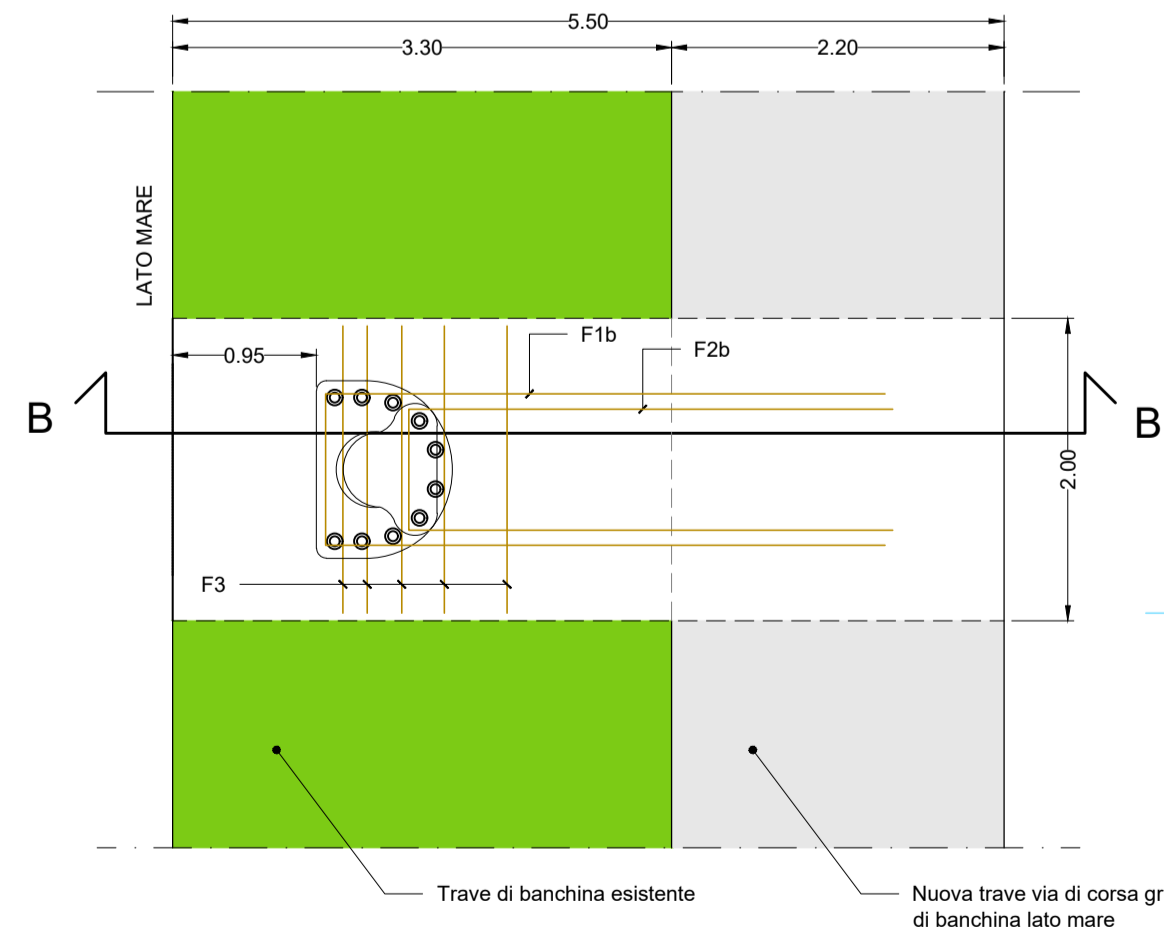 5.50
3.30
2.20
LATO MARE
F1b
F2b
0.95
B
B
2.00
F3
Trave di banchina esistente
Nuova trave via di corsa gr
di banchina lato mare